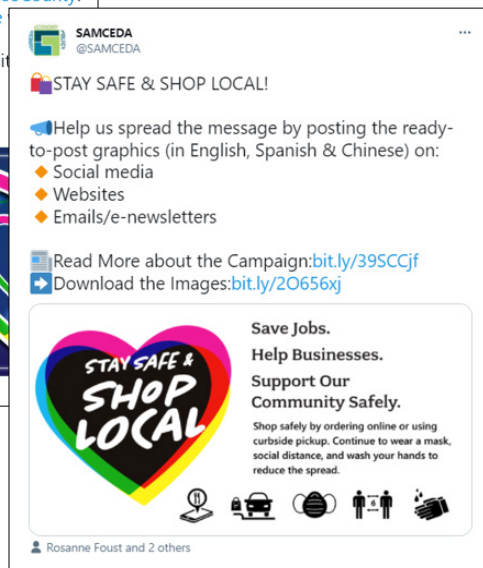 SAMCEDA
@SAMCEDA
STAY SAFE & SHOP LOCAL!
Help us spread the message by posting the ready-
to-post graphics (in English, Spanish & Chinese) on:
Social media
Websites
Emails/e-newsletters
Read More about the Campaign:bit.ly/39SCCjf
Download the Images:bit.ly/2O656xj
STAY SAFE &
SHOP
LOCAL
Save Jobs.
Help Businesses.
Support Our
Community Safely.
Shop safely by ordering online or using
curbside pickup. Continue to wear a mask,
social distance, and wash your hands to
reduce the spread.
6
Rosanne Foust and 2 others